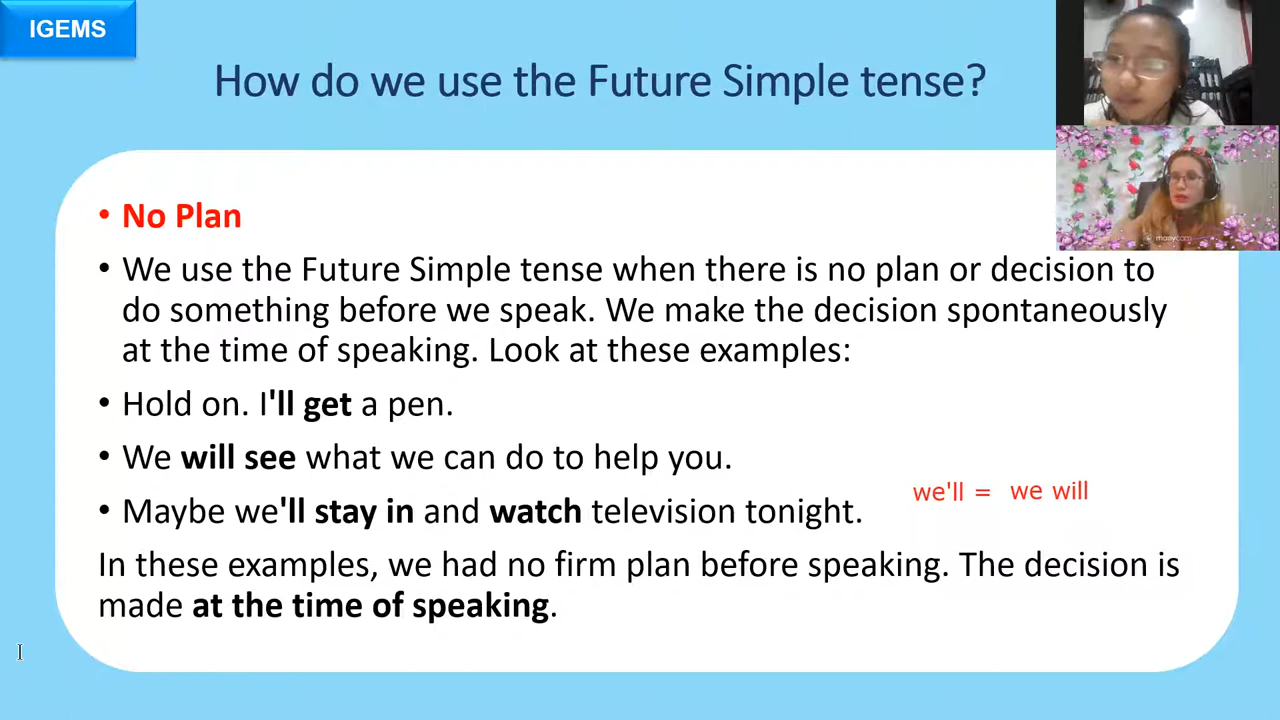 IGEMS
How do we use the Future Simple tense?
• No Plan
• We use the Future Simple tense when there is no plan or decision to
do something before we speak. We make the decision spontaneously
at the time of speaking. Look at these examples:
• Hold on. I'll get a pen.
• We will see what we can do to help you.
we'll = we will
• Maybe we'll stay in and watch television tonight.
In these examples, we had no firm plan before speaking. The decision is
made at the time of speaking.
manycam